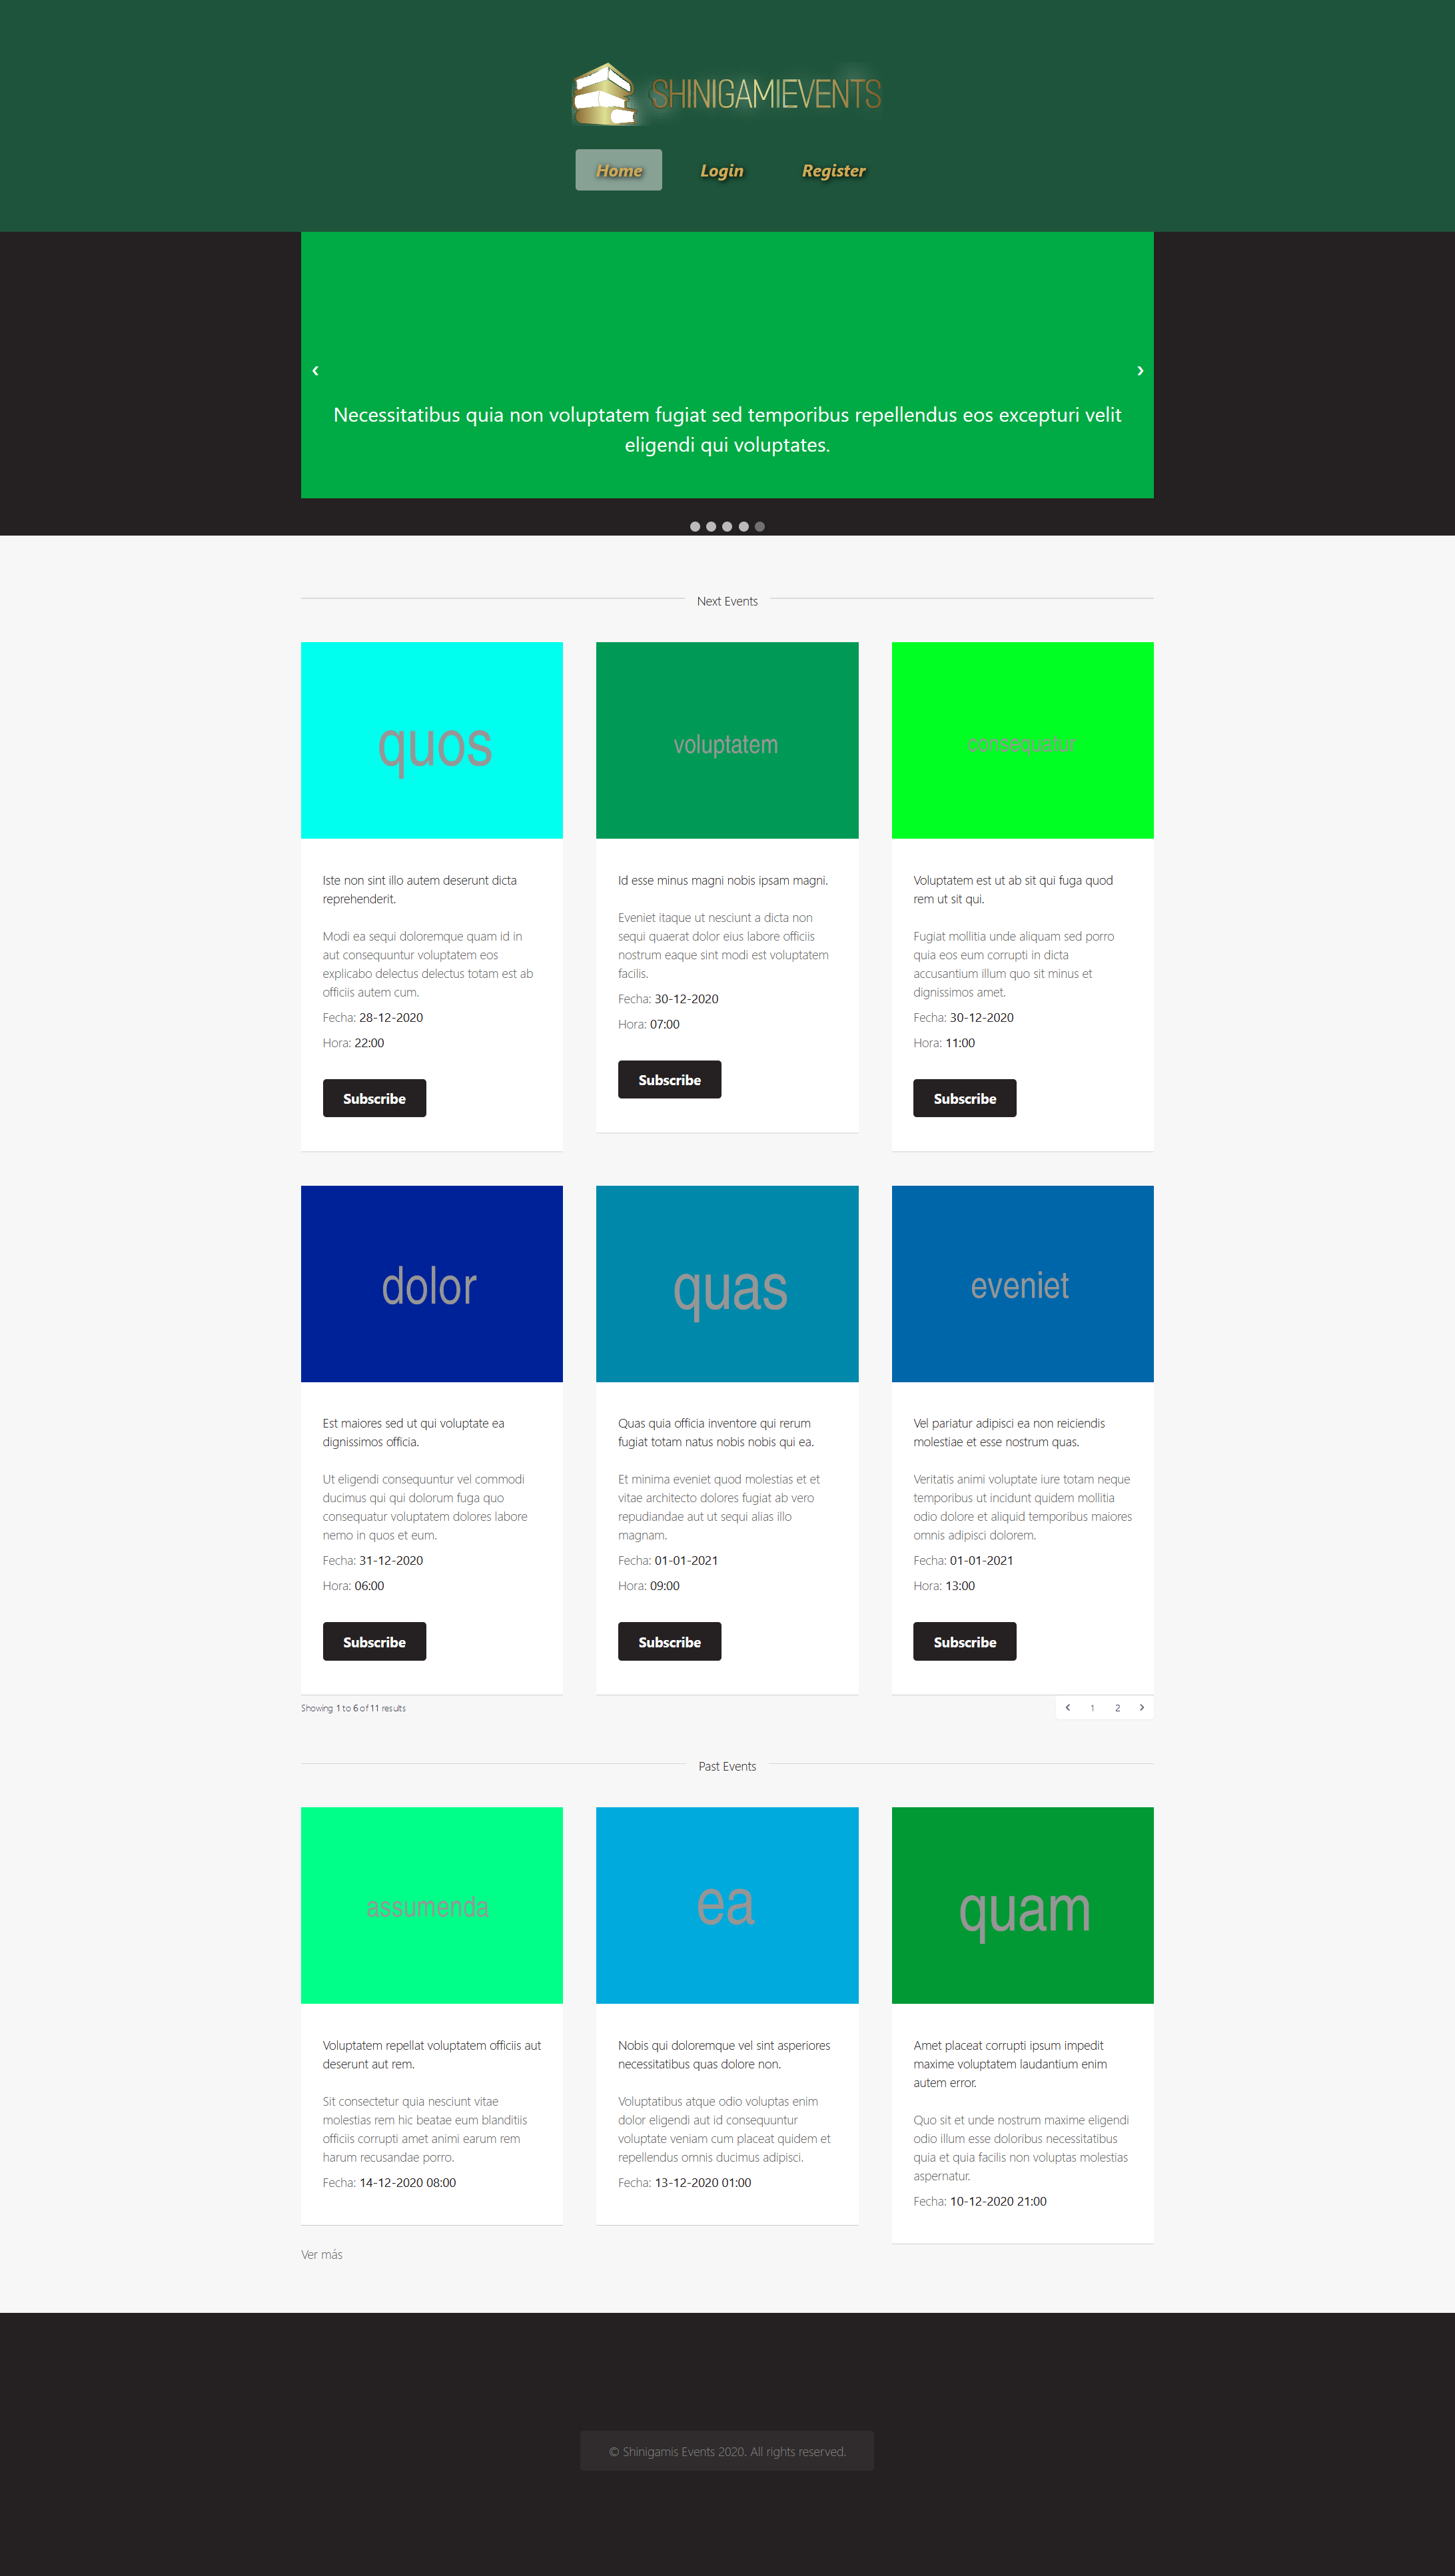 SHINIGAMIEVENTS
Home
Login
Register
‹
›
Necessitatibus quia non voluptatem fugiat sed temporibus repellendus eos excepturi velit
eligendi qui voluptates.
Next Events
quos
Iste non sint illo autem deserunt dicta
reprehenderit.
Modi ea sequi doloremque quam id in
aut consequuntur voluptatem eos
explicabo delectus delectus totam est ab
officiis autem cum.
Fecha: 28-12-2020
Hora: 22:00
Subscribe
voluptatem
Id esse minus magni nobis ipsam magni.
Eveniet itaque ut nesciunt a dicta non
sequi quaerat dolor eius labore officiis
nostrum eaque sint modi est voluptatem
facilis.
Fecha: 30-12-2020
Hora: 07:00
Subscribe
consequatur
Voluptatem est ut ab sit qui fuga quod
rem ut sit qui.
Fugiat mollitia unde aliquam sed porro
quia eos eum corrupti in dicta
accusantium illum quo sit minus et
dignissimos amet.
Fecha: 30-12-2020
Hora: 11:00
Subscribe
dolor
Est maiores sed ut qui voluptate ea
dignissimos officia.
Ut eligendi consequuntur vel commodi
ducimus qui qui dolorum fuga quo
consequatur voluptatem dolores labore
nemo in quos et eum.
Fecha: 31-12-2020
Hora: 06:00
Subscribe
quas
Quas quia officia inventore qui rerum
fugiat totam natus nobis nobis qui ea.
Et minima eveniet quod molestias et et
vitae architecto dolores fugiat ab vero
repudiandae aut ut sequi alias illo
magnam.
Fecha: 01-01-2021
Hora: 09:00
Subscribe
eveniet
Vel pariatur adipisci ea non reiciendis
molestiae et esse nostrum quas.
Veritatis animi voluptate iure totam neque
temporibus ut incidunt quidem mollitia
odio dolore et aliquid temporibus maiores
omnis adipisci dolorem.
Fecha: 01-01-2021
Hora: 13:00
Subscribe
Showing 1 to 6 of 11 results
‹ 1 2 ›
Past Events
assumenda
Voluptatem repellat voluptatem officiis aut
deserunt aut rem.
Sit consectetur quia nesciunt vitae
molestias rem hic beatae eum blanditiis
officiis corrupti amet animi earum rem
harum recusandae porro.
Fecha: 14-12-2020 08:00
ea
Nobis qui doloremque vel sint asperiores
necessitatibus quas dolore non.
Voluptatibus atque odio voluptas enim
dolor eligendi aut id consequuntur
voluptate veniam cum placeat quidem et
repellendus omnis ducimus adipisci.
Fecha: 13-12-2020 01:00
quam
Amet placeat corrupti ipsum impedit
maxime voluptatem laudantium enim
autem error.
Quo sit et unde nostrum maxime eligendi
odio illum esse doloribus necessitatibus
quia et quia facilis non voluptas molestias
aspernatur.
Fecha: 10-12-2020 21:00
Ver más
© Shinigamis Events 2020. All rights reserved.